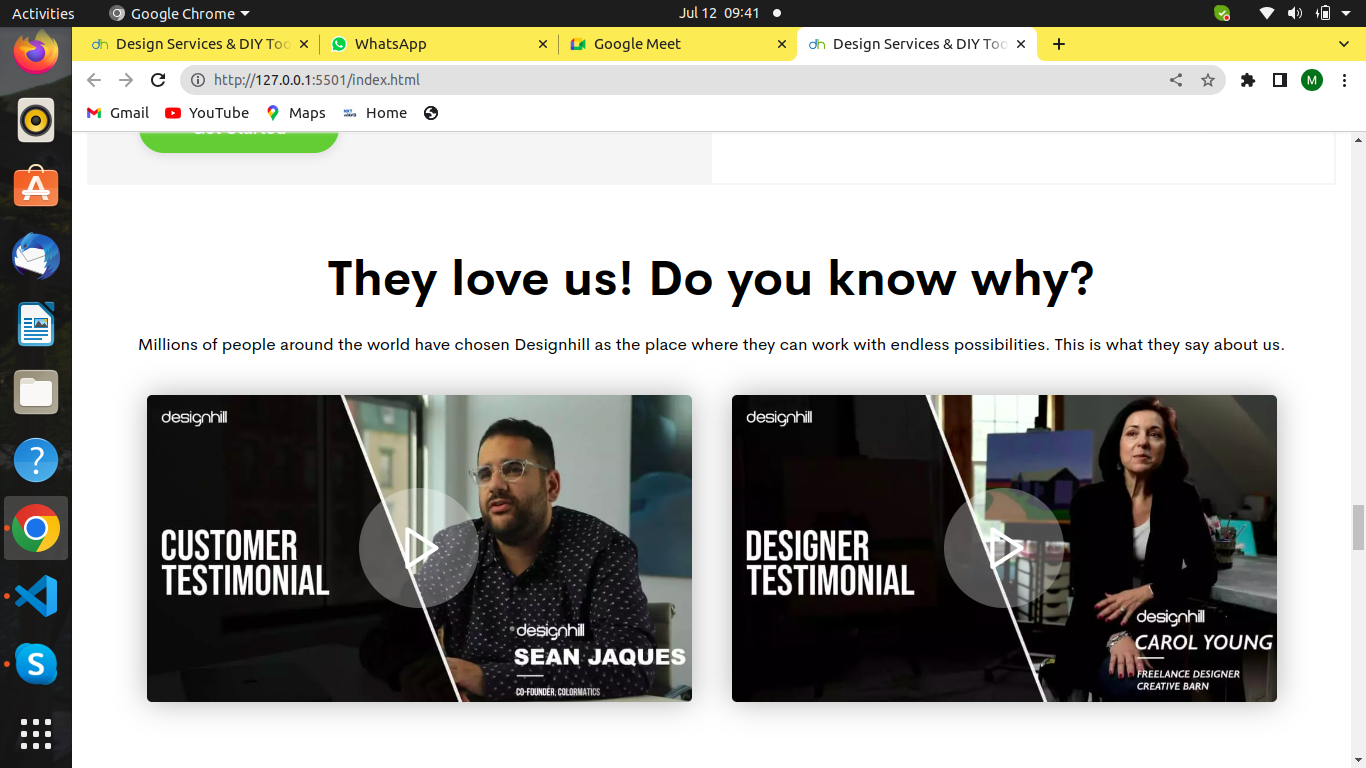 Activities
Google Chrome
Jul 12 09:41
Design Services & DIY Too
WhatsApp
Google Meet
Design Services & DIY Too
http://127.0.0.1:5501/index.html
M
Gmail
YouTube
Maps
Home
Get Started
They love us! Do you know why?
Millions of people around the world have chosen Designhill as the place where they can work with endless possibilities. This is what they say about us.
designhill
CUSTOMER
TESTIMONIAL
designhill
SEAN JAQUES
CO-FOUNDER, COLORMATICS
designhill
DESIGNER
TESTIMONIAL
designhill
CAROL YOUNG
FREELANCE DESIGNER
CREATIVE BARN